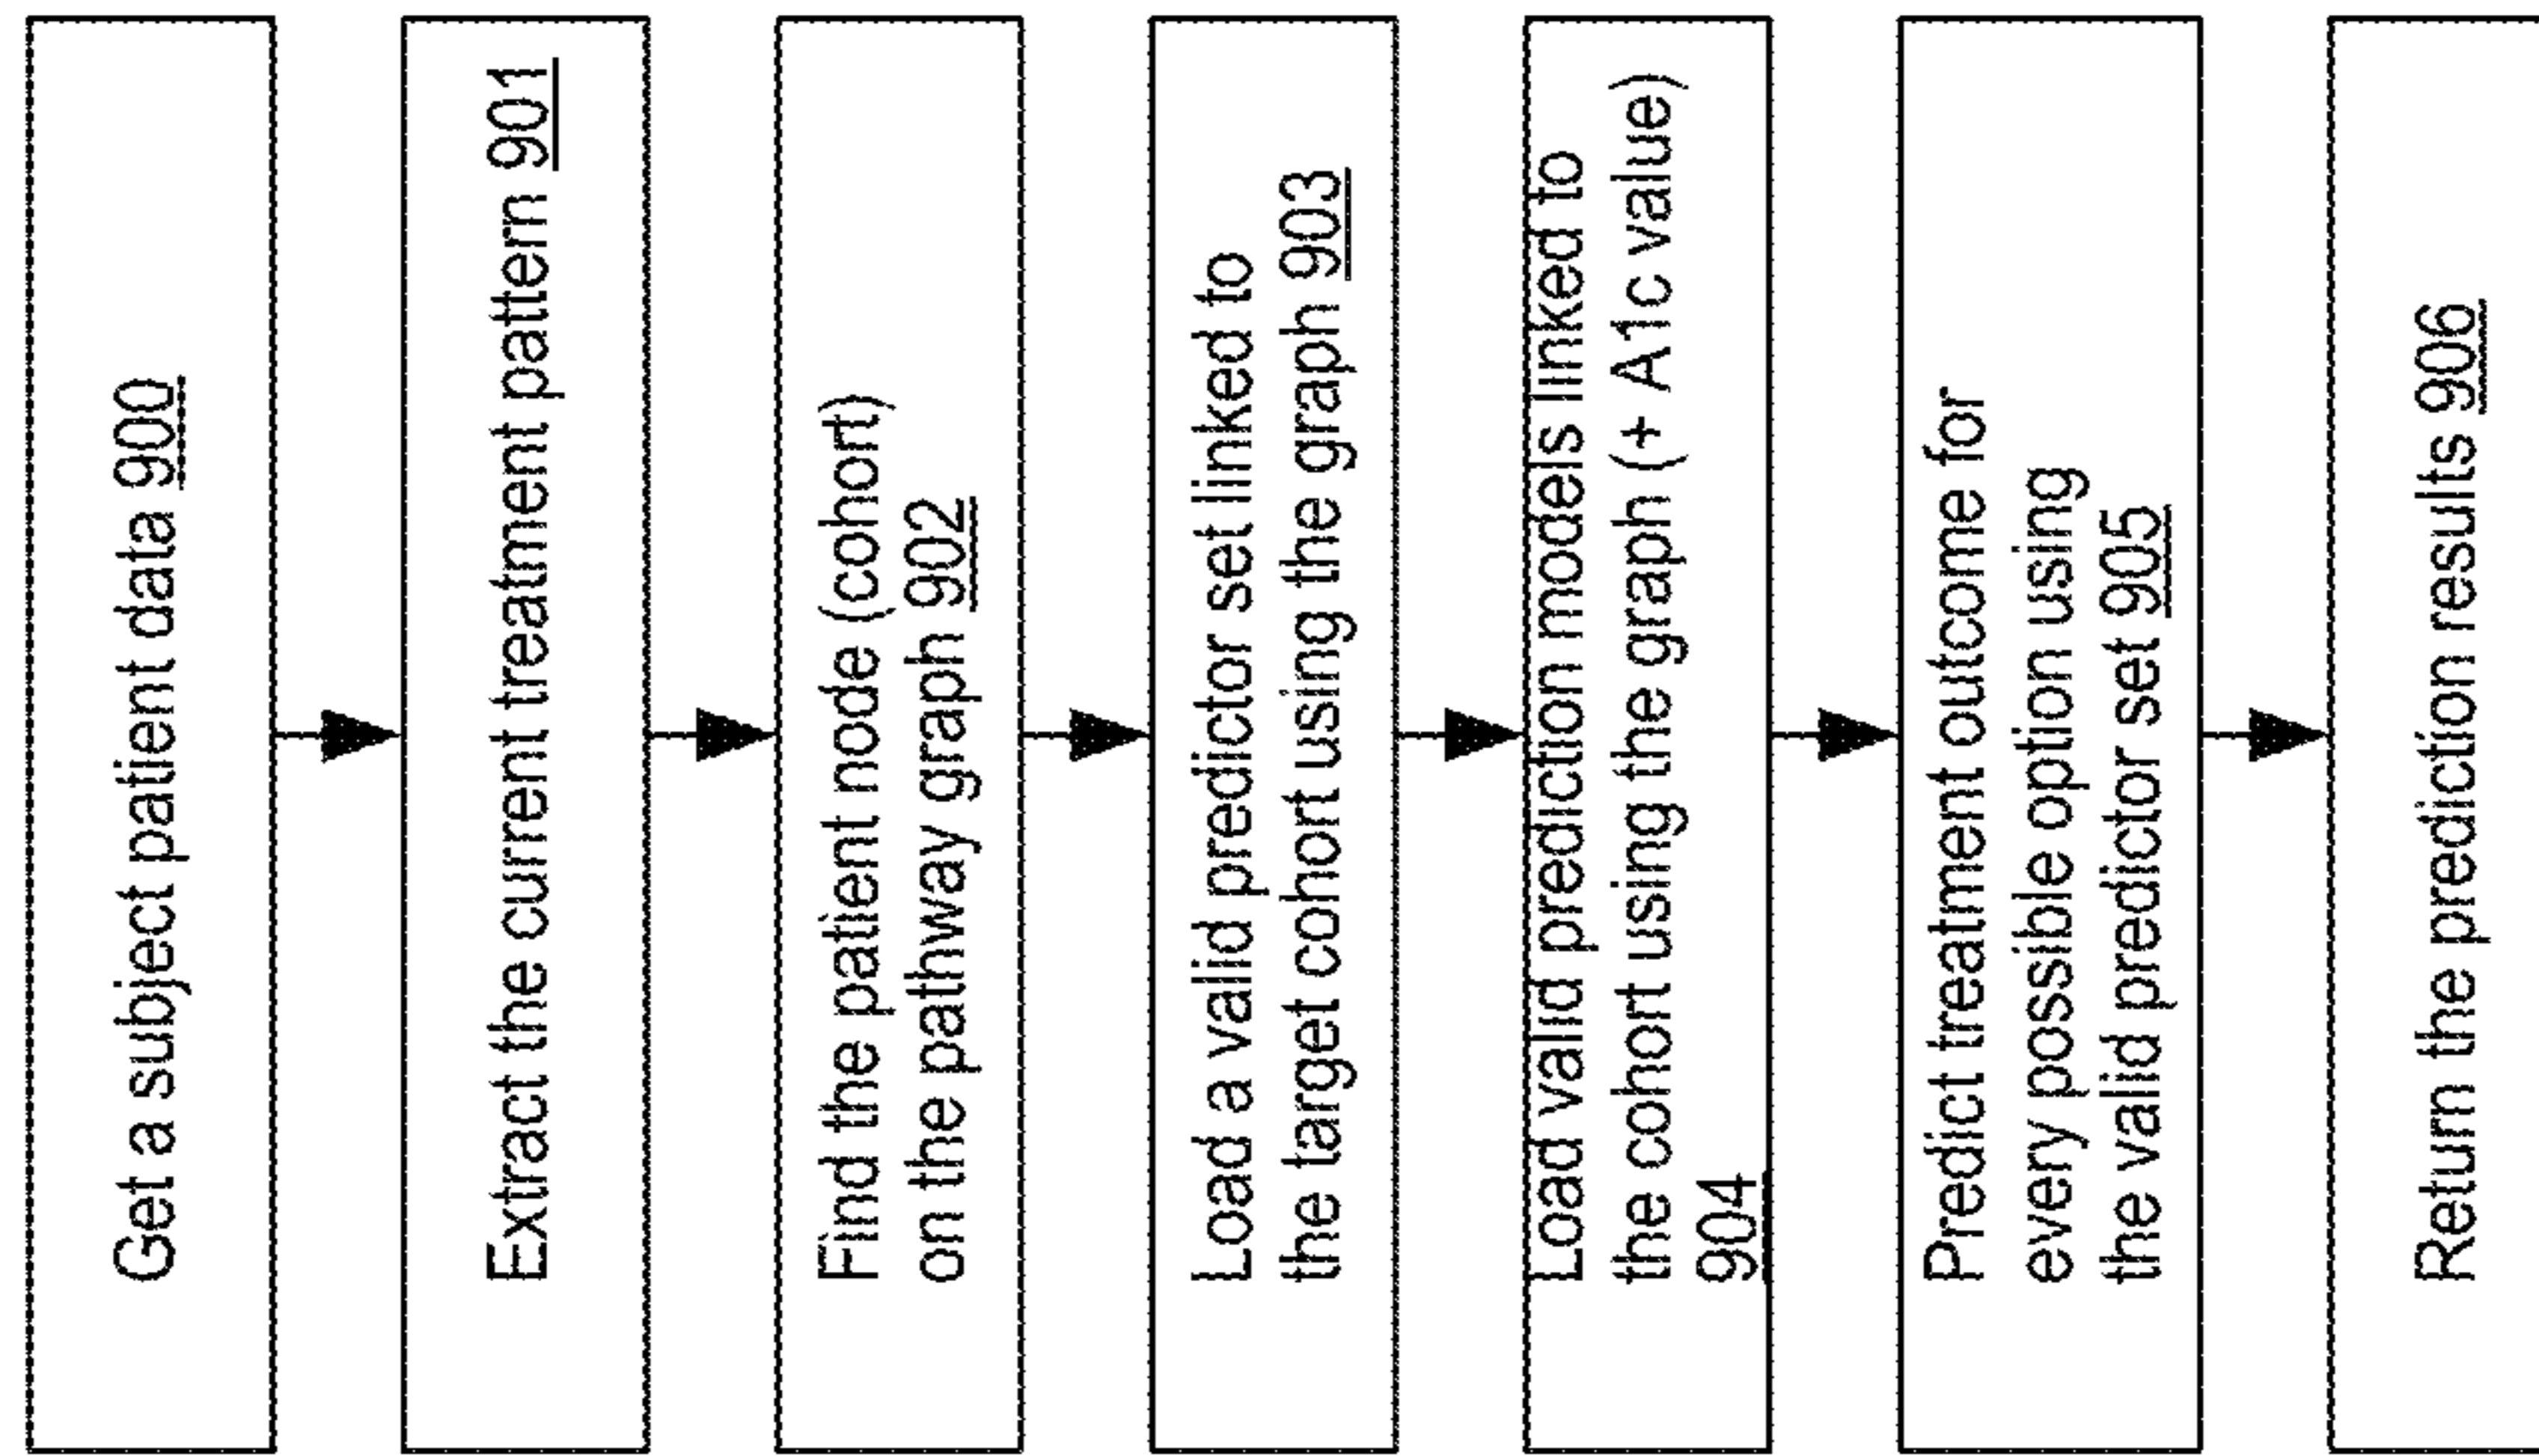 Get a subject patient data 900
Extract the current treatment pattern 901
Find the patient node (cohort)
on the pathway graph 902
Load a valid predictor set linked to
the target cohort using the graph 903
Load valid prediction models linked to
the cohort using the graph (+ A1c value)
904
Predict treatment outcome for
every possible option using
the valid predictor set 905
Return the prediction results 906